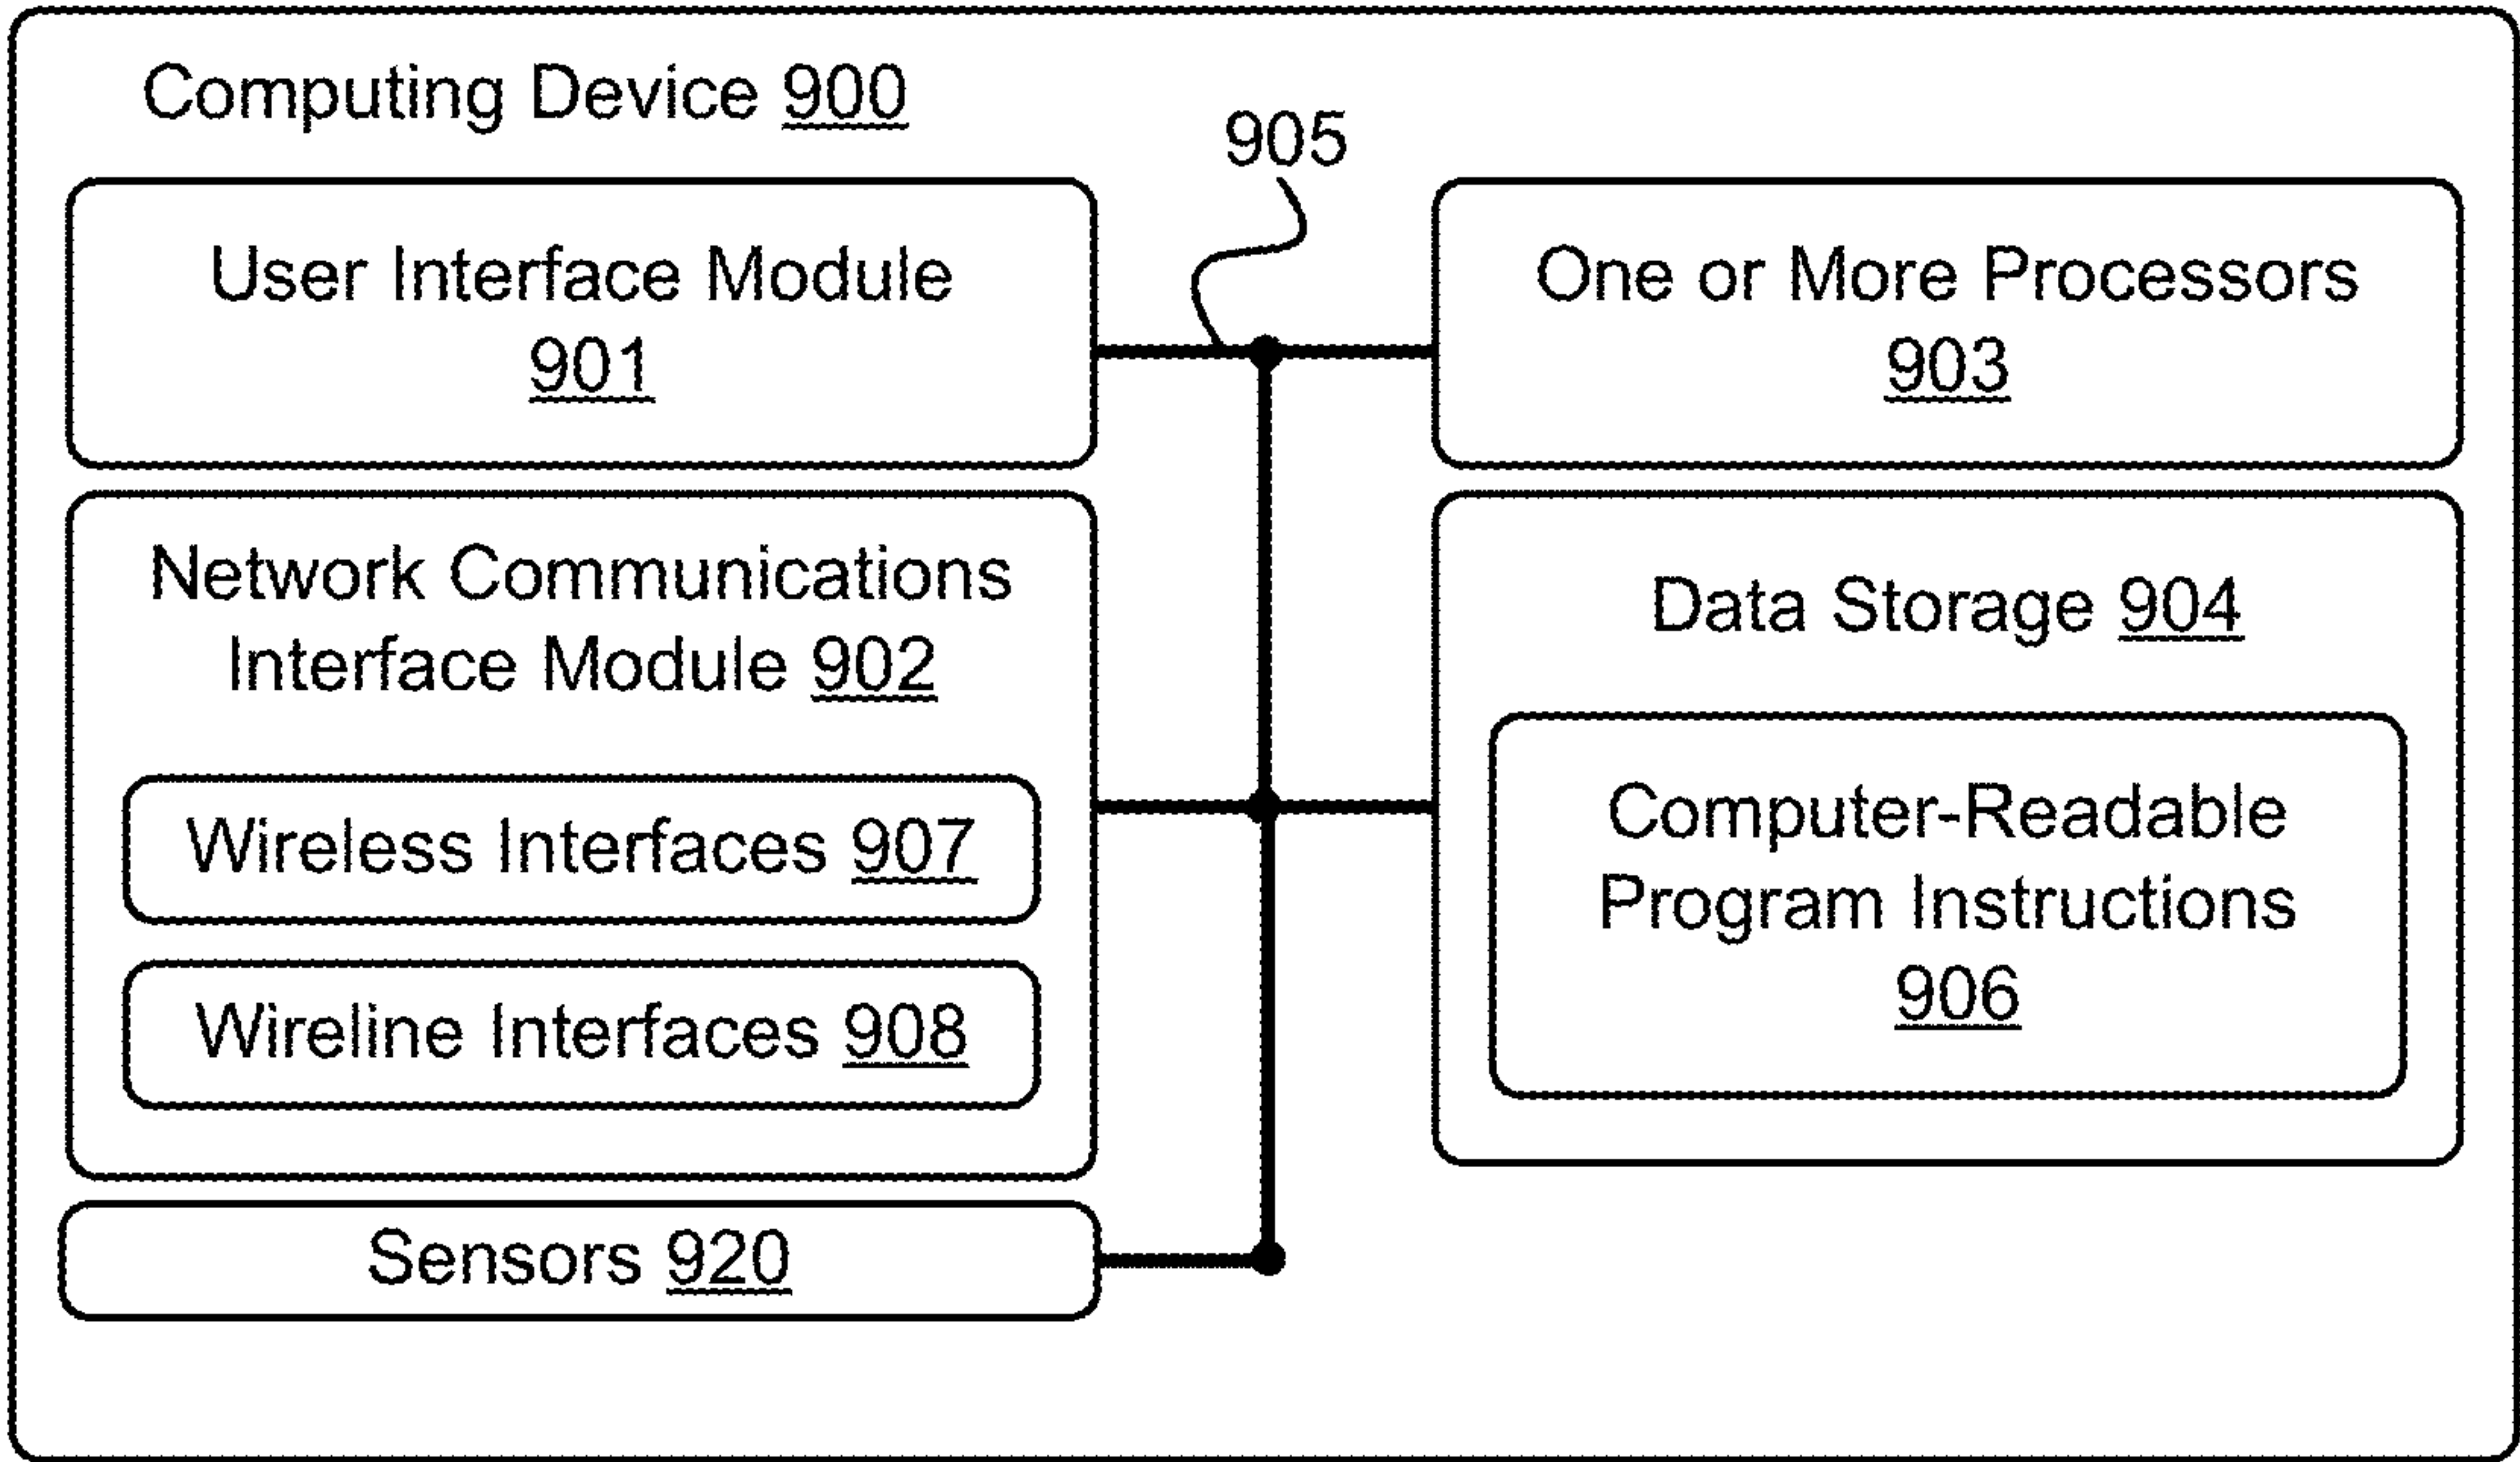 Computing Device 900
905
User Interface Module
901
One or More Processors
903
Network Communications
Interface Module 902
Wireless Interfaces 907
Wireline Interfaces 908
Data Storage 904
Computer-Readable
Program Instructions
906
Sensors 920